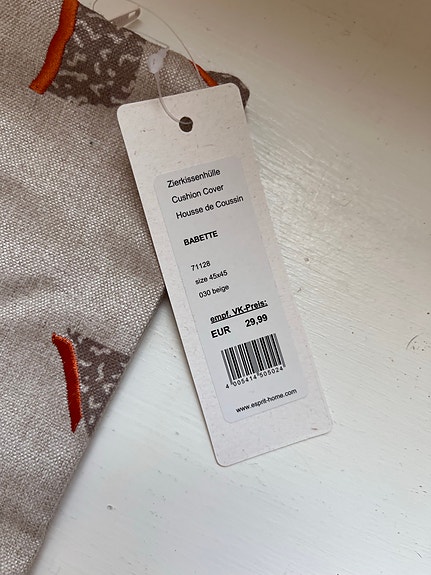 Zierkissenhülle
Cushion Cover
Housse de Coussin
BABETTE
71128
size 45x45
030 beige
empf. VK-Preis:
EUR 29,99
4 005414 505024
www.esprit-home.com